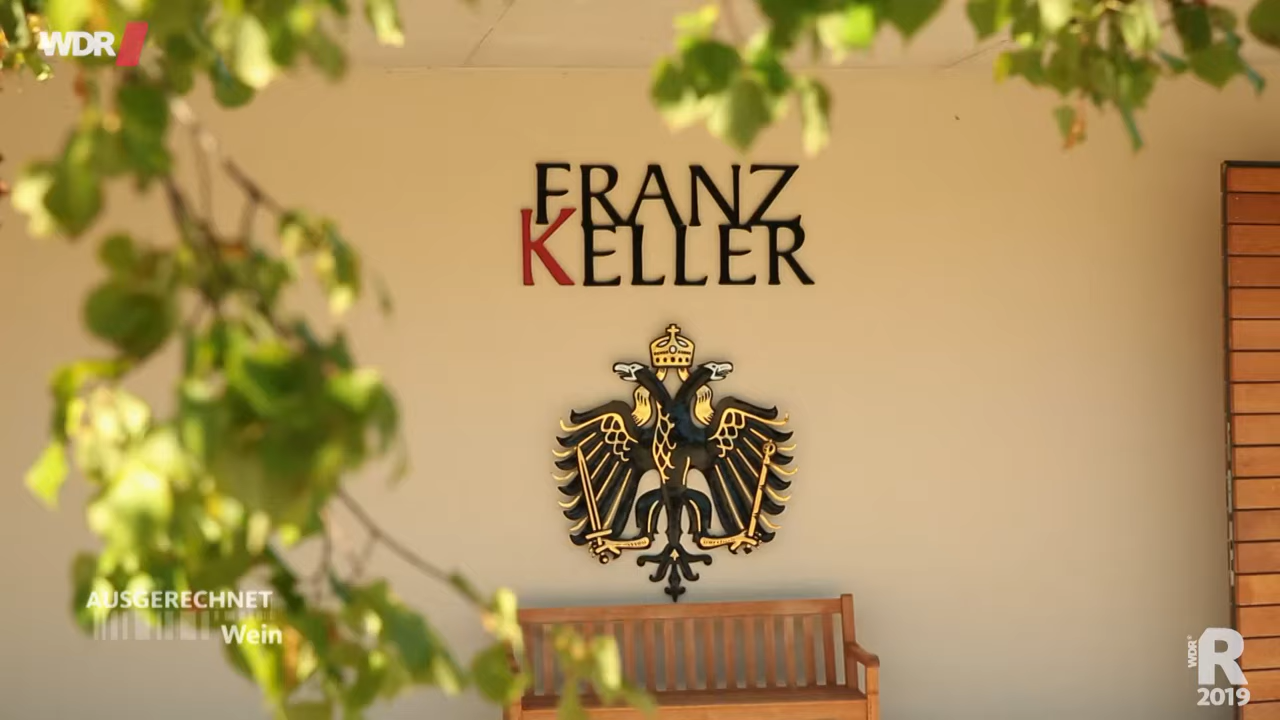 WDR
FRANZ
KELLER
AUSGERECHNET
Wein
WDR R
2019